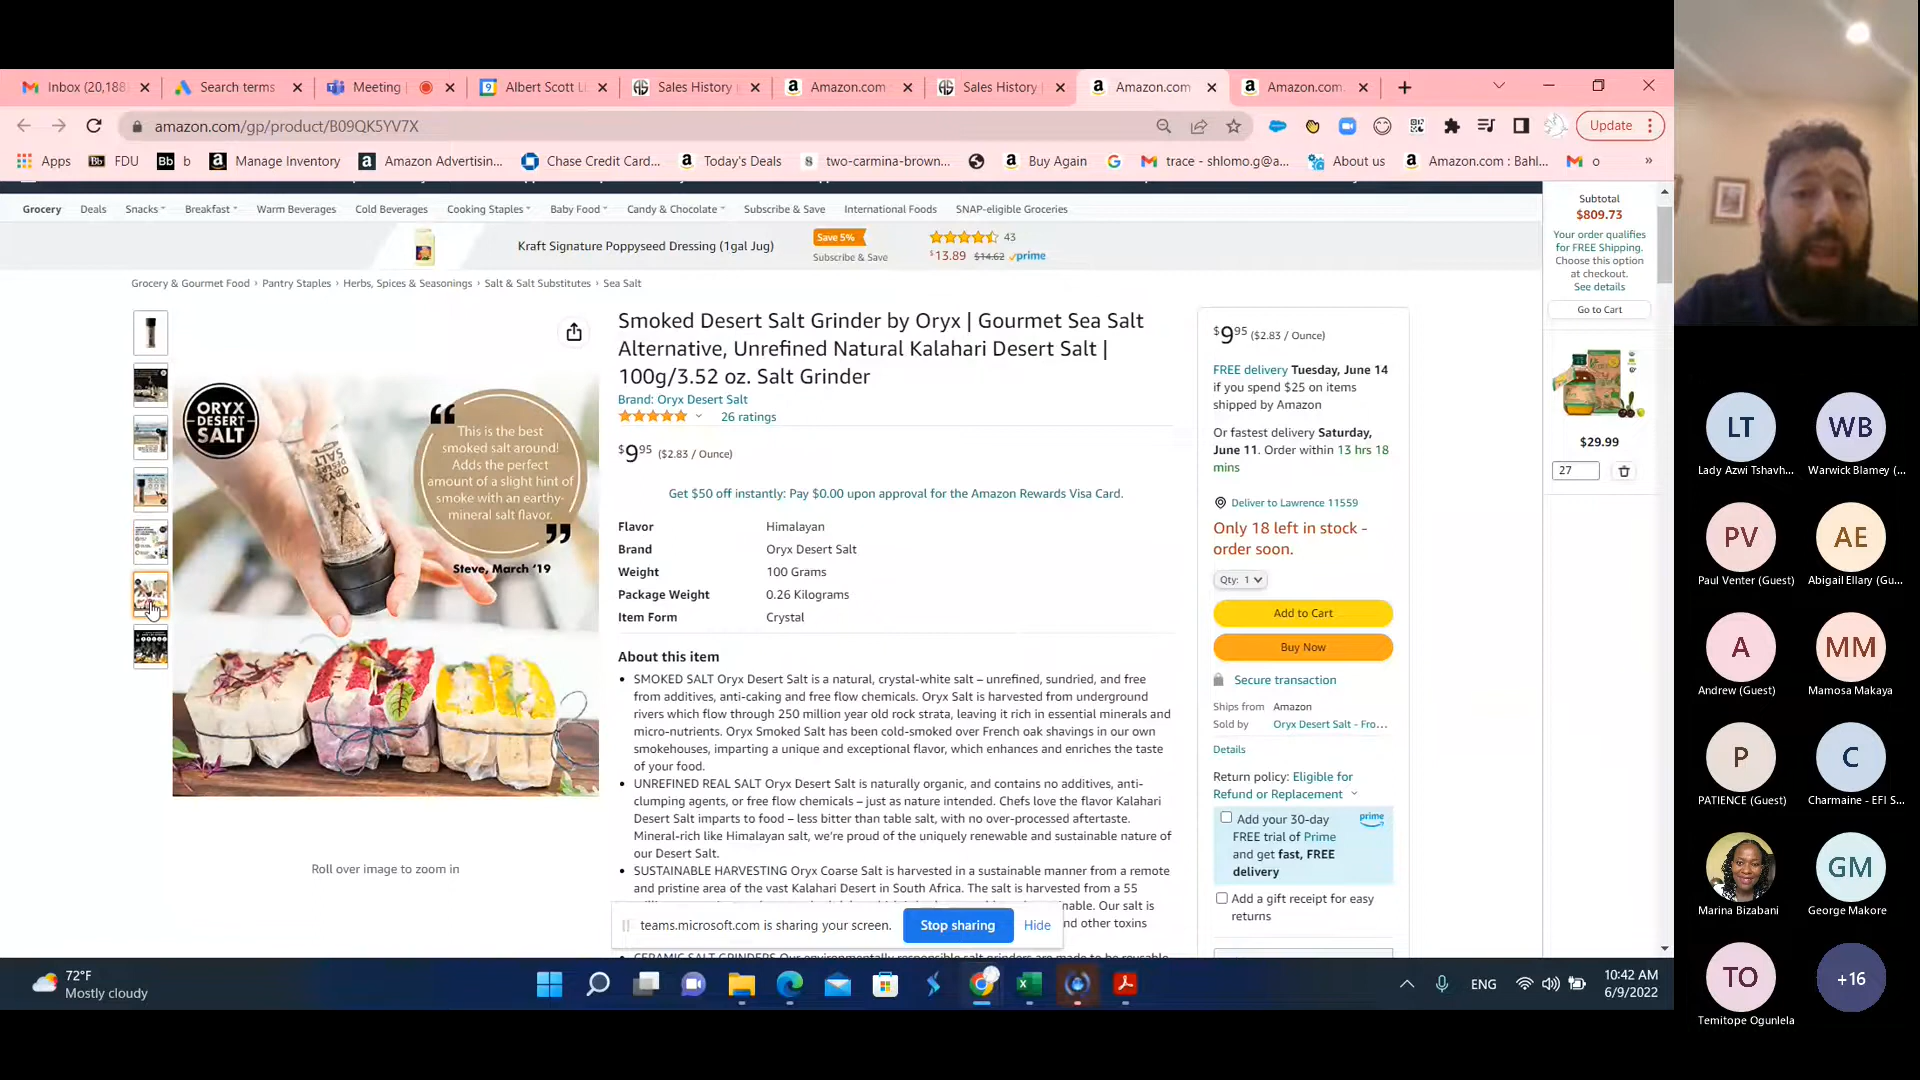 Inbox (20,188
Search terms
Meeting
Albert Scott Li
Sales History
Amazon.com
Sales History
Amazon.com
Amazon.com
amazon.com/gp/product/B09QK5YV7X
Update
Apps
FDU
b
Manage Inventory
Amazon Advertisin...
Chase Credit Card...
Today's Deals
two-carmina-brown...
Buy Again
trace - shlomo.g@a...
About us
Amazon.com : Bahl...
o
»
Grocery Deals Snacks Breakfast Warm Beverages Cold Beverages Cooking Staples Baby Food Candy & Chocolate Subscribe & Save International Foods SNAP-eligible Groceries
Kraft Signature Poppyseed Dressing (1gal Jug)
Save 5%
Subscribe & Save
43
$13.89 $14.62 prime
Grocery & Gourmet Food › Pantry Staples › Herbs, Spices & Seasonings › Salt & Salt Substitutes › Sea Salt
ORYX
DESERT
SALT
ORYX
DESERT
SALT
“
This is the best
smoked salt around!
Adds the perfect
amount of a slight hint of
smoke with an earthy-
mineral salt flavor.
”
Steve, March '19
Roll over image to zoom in
Smoked Desert Salt Grinder by Oryx | Gourmet Sea Salt
Alternative, Unrefined Natural Kalahari Desert Salt |
100g/3.52 oz. Salt Grinder
Brand: Oryx Desert Salt
26 ratings
$9.95 ($2.83 / Ounce)
Get $50 off instantly: Pay $0.00 upon approval for the Amazon Rewards Visa Card.
Flavor Himalayan
Brand Oryx Desert Salt
Weight 100 Grams
Package Weight 0.26 Kilograms
Item Form Crystal
About this item
• SMOKED SALT Oryx Desert Salt is a natural, crystal-white salt – unrefined, sundried, and free
from additives, anti-caking and free flow chemicals. Oryx Salt is harvested from underground
rivers which flow through 250 million year old rock strata, leaving it rich in essential minerals and
micro-nutrients. Oryx Smoked Salt has been cold-smoked over French oak shavings in our own
smokehouses, imparting a unique and exceptional flavor, which enhances and enriches the taste
of your food.
• UNREFINED REAL SALT Oryx Desert Salt is naturally organic, and contains no additives, anti-
clumping agents, or free flow chemicals – just as nature intended. Chefs love the flavor Kalahari
Desert Salt imparts to food – less bitter than table salt, with no over-processed aftertaste.
Mineral-rich like Himalayan salt, we're proud of the uniquely renewable and sustainable nature of
our Desert Salt.
• SUSTAINABLE HARVESTING Oryx Coarse Salt is harvested in a sustainable manner from a remote
and pristine area of the vast Kalahari Desert in South Africa. The salt is harvested from a 55
Our salt is
nd other toxins
teams.microsoft.com is sharing your screen.
Stop sharing
Hide
$9.95 ($2.83 / Ounce)
FREE delivery Tuesday, June 14
if you spend $25 on items
shipped by Amazon
Or fastest delivery Saturday,
June 11. Order within 13 hrs 18
mins
Deliver to Lawrence 11559
Only 18 left in stock -
order soon.
Qty: 1
Add to Cart
Buy Now
Secure transaction
Ships from Amazon
Sold by Oryx Desert Salt - Fro...
Details
Return policy: Eligible for
Refund or Replacement
Add your 30-day
FREE trial of Prime
and get fast, FREE
delivery
prime
Add a gift receipt for easy
returns
Subtotal
$809.73
Your order qualifies
for FREE Shipping.
Choose this option
at checkout.
See details
Go to Cart
$29.99
27
72°F
Mostly cloudy
ENG
10:42 AM
6/9/2022
LT
Lady Azwi Tshavh...
WB
Warwick Blamey (...
PV
Paul Venter (Guest)
AE
Abigail Ellary (Gu...
A
Andrew (Guest)
MM
Mamosa Makaya
P
PATIENCE (Guest)
C
Charmaine - EFI S...
Marina Bizabani
GM
George Makore
TO
Temitope Ogunlela
+16